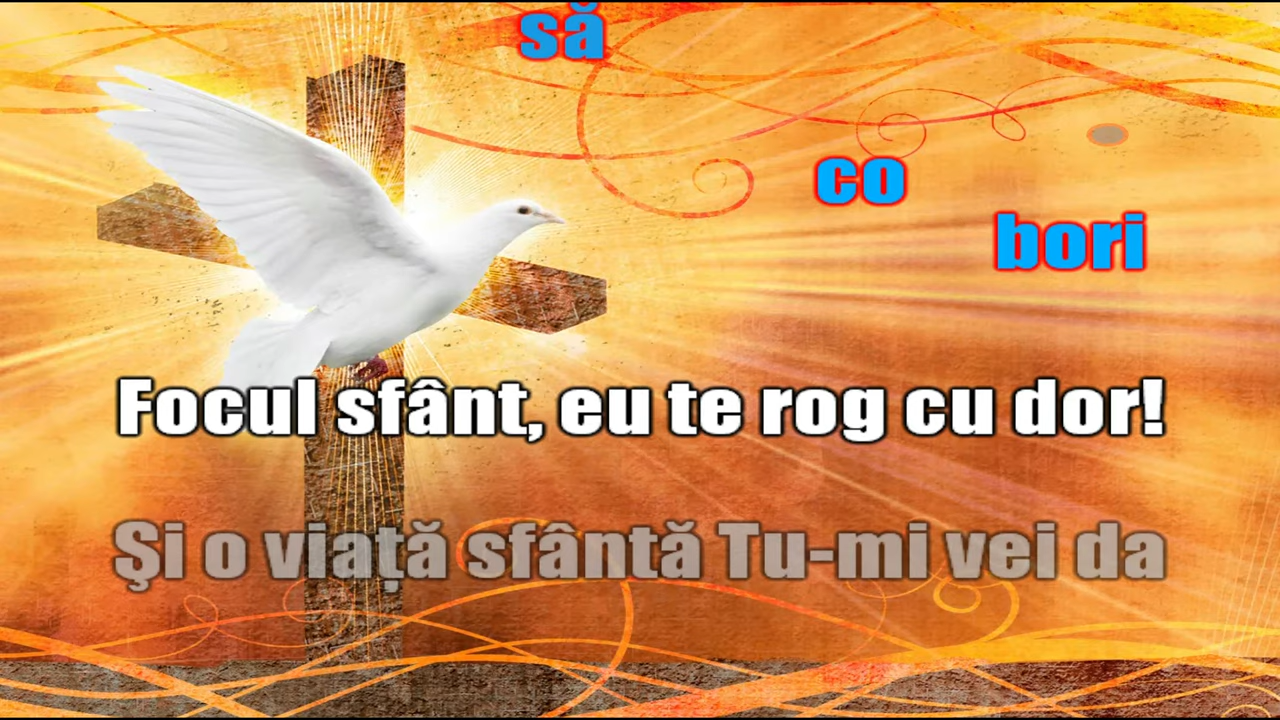 să
co
bori
Focul sfânt, eu te rog cu dor!
Şi o viaţă sfântă Tu-mi vei da